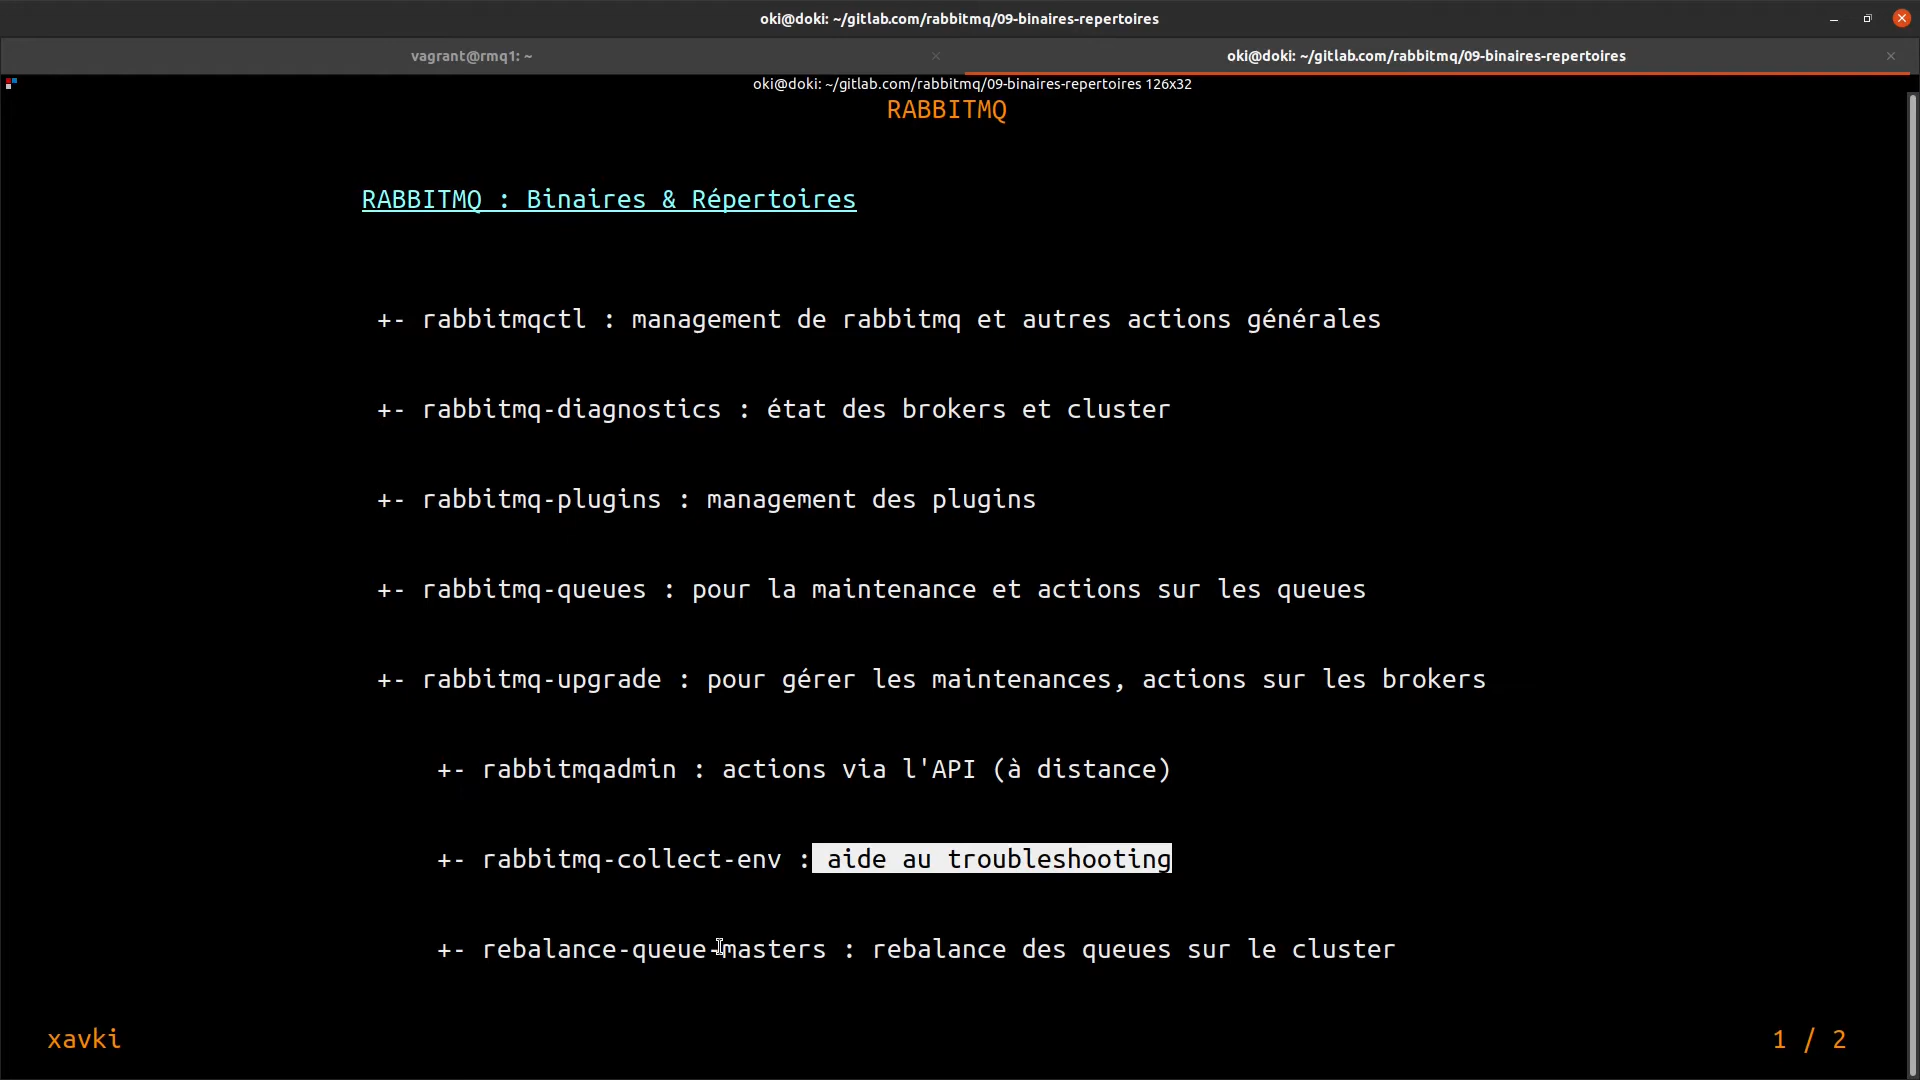 oki@doki: ~/gitlab.com/rabbitmq/09-binaires-repertoires
vagrant@rmq1: ~
oki@doki: ~/gitlab.com/rabbitmq/09-binaires-repertoires
oki@doki: ~/gitlab.com/rabbitmq/09-binaires-repertoires 126x32
RABBITMQ
RABBITMQ : Binaires & Répertoires
+- rabbitmqctl : management de rabbitmq et autres actions générales
+- rabbitmq-diagnostics : état des brokers et cluster
+- rabbitmq-plugins : management des plugins
+- rabbitmq-queues : pour la maintenance et actions sur les queues
+- rabbitmq-upgrade : pour gérer les maintenances, actions sur les brokers
+- rabbitmqadmin : actions via l'API (à distance)
+- rabbitmq-collect-env : aide au troubleshooting
+- rebalance-queue-masters : rebalance des queues sur le cluster
xavki
1 / 2